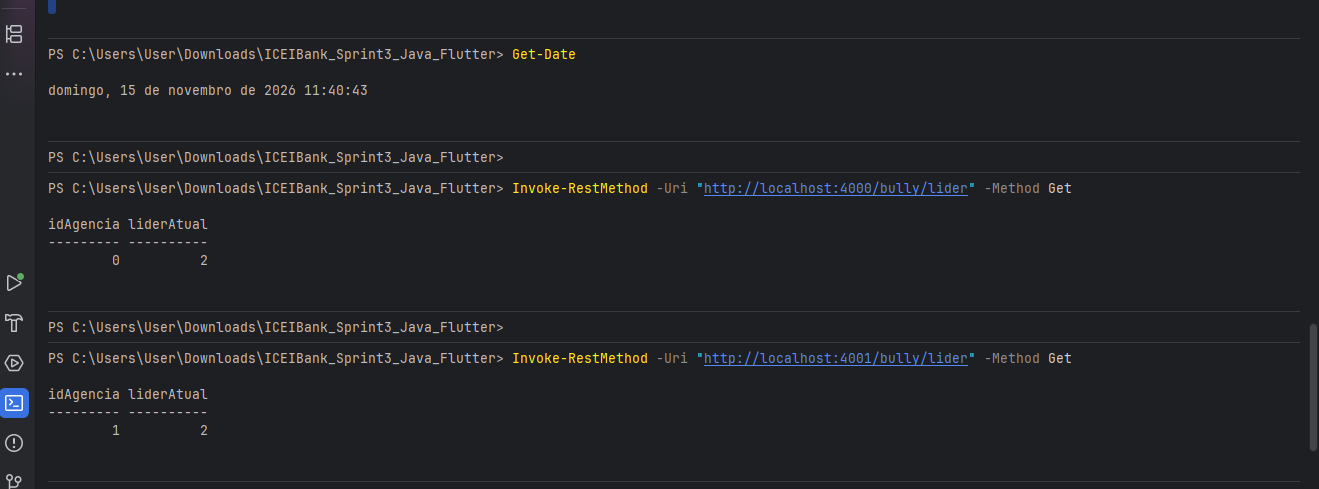 PS C:\Users\User\Downloads\ICEIBank_Sprint3_Java_Flutter> Get-Date
domingo, 15 de novembro de 2026 11:40:43
PS C:\Users\User\Downloads\ICEIBank_Sprint3_Java_Flutter>
PS C:\Users\User\Downloads\ICEIBank_Sprint3_Java_Flutter> Invoke-RestMethod -Uri "http://localhost:4000/bully/lider" -Method Get
idAgencia liderAtual
--------- ----------
0 2
PS C:\Users\User\Downloads\ICEIBank_Sprint3_Java_Flutter>
PS C:\Users\User\Downloads\ICEIBank_Sprint3_Java_Flutter> Invoke-RestMethod -Uri "http://localhost:4001/bully/lider" -Method Get
idAgencia liderAtual
--------- ----------
1 2